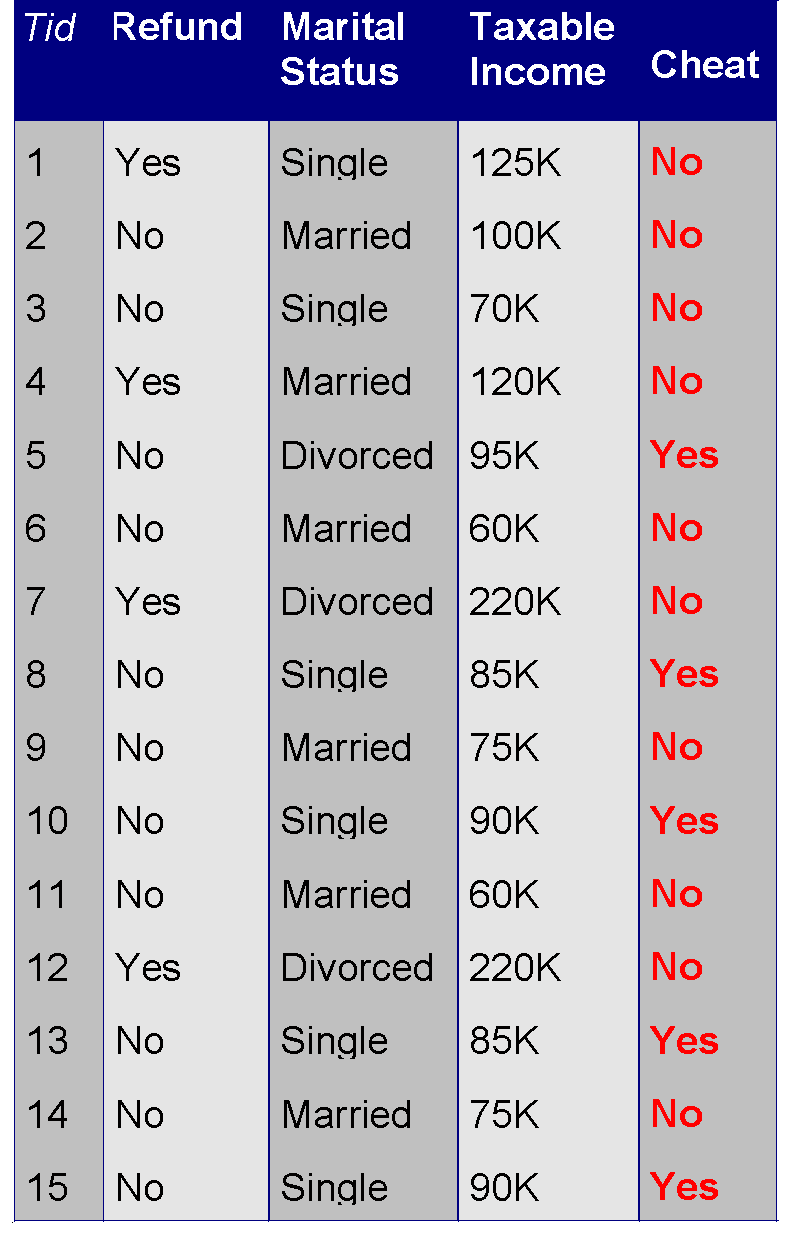 Tid Refund Marital Status Taxable Income Cheat
1 Yes Single 125K No
2 No Married 100K No
3 No Single 70K No
4 Yes Married 120K No
5 No Divorced 95K Yes
6 No Married 60K No
7 Yes Divorced 220K No
8 No Single 85K Yes
9 No Married 75K No
10 No Single 90K Yes
11 No Married 60K No
12 Yes Divorced 220K No
13 No Single 85K Yes
14 No Married 75K No
15 No Single 90K Yes